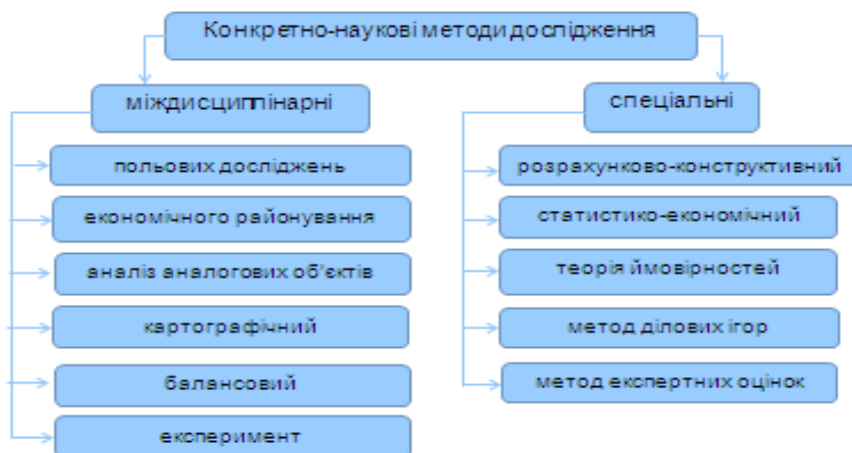 Конкретно-наукові методи дослідження
міждисциплінарні
спеціальні
польових досліджень
економічного районування
аналіз аналогових об'єктів
картографічний
балансовий
експеримент
розрахунково-конструктивний
статистико-економічний
теорія ймовірностей
метод ділових ігор
метод експертних оцінок